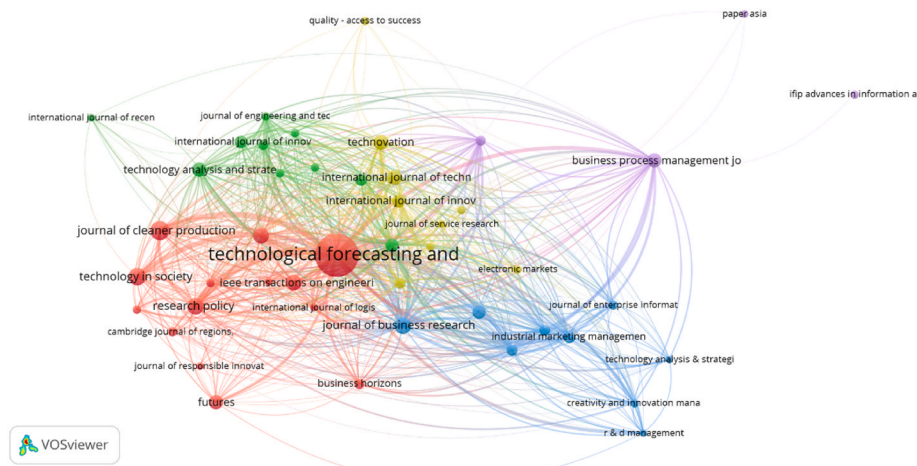 quality - access to success
paper asia
ifip advances in information a
international journal of recen
journal of engineering and tec
international journal of innov
technovation
business process management jo
technology analysis and strate
international journal of techn
international journal of innov
journal of service research
journal of cleaner production
technological forecasting and
electronic markets
technology in society
ieee transactions on engineeri
research policy
international journal of logis
journal of enterprise informat
cambridge journal of regions,
journal of business research
industrial marketing managemen
technology analysis & strategi
journal of responsible innovat
business horizons
futures
creativity and innovation mana
r & d management
VOSviewer